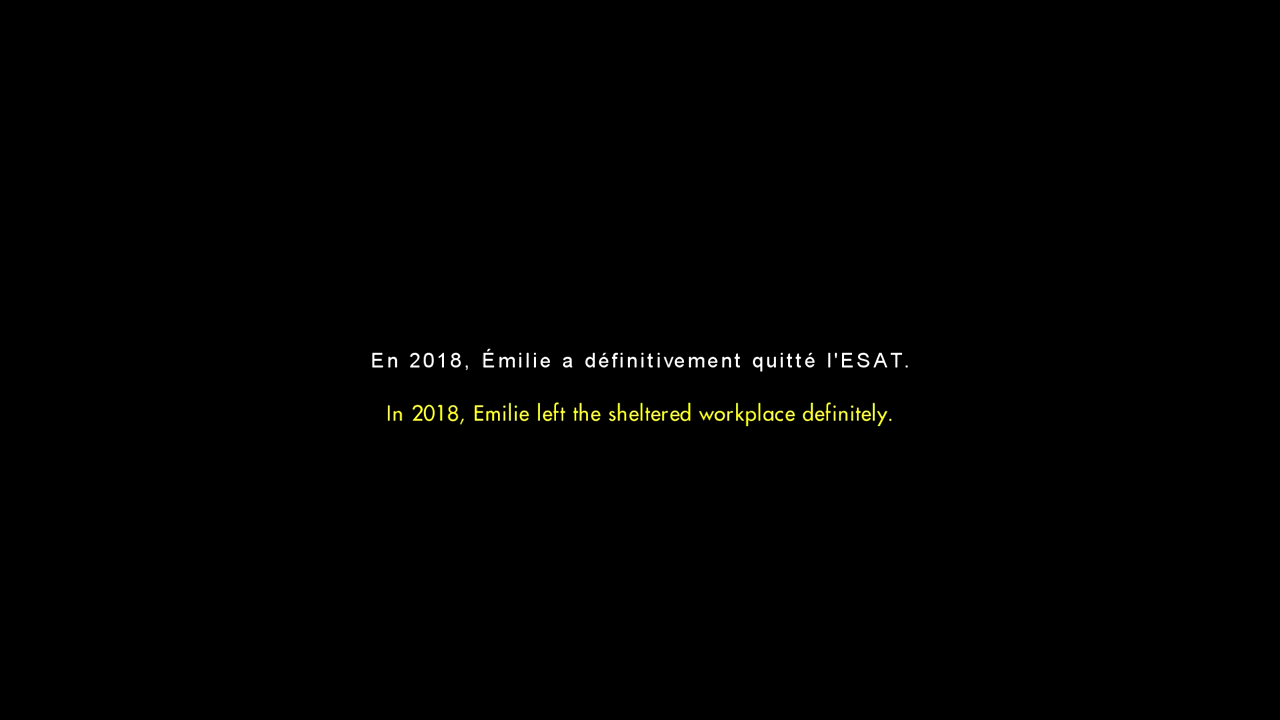 En 2018, Émilie a définitivement quitté l'ESAT.
In 2018, Emilie left the sheltered workplace definitely.